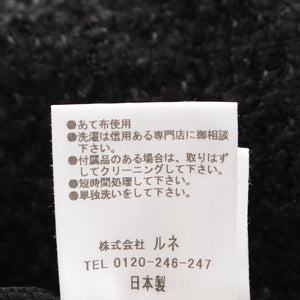 ●あて布使用
●洗濯は信用ある専門店に御相談
下さい。
●付属品のある場合は、取りはず
してクリーニングして下さい。
●短時間処理して下さい。
●単独洗いをして下さい。
株式会社 ルネ
TEL 0120-246-247
日本製